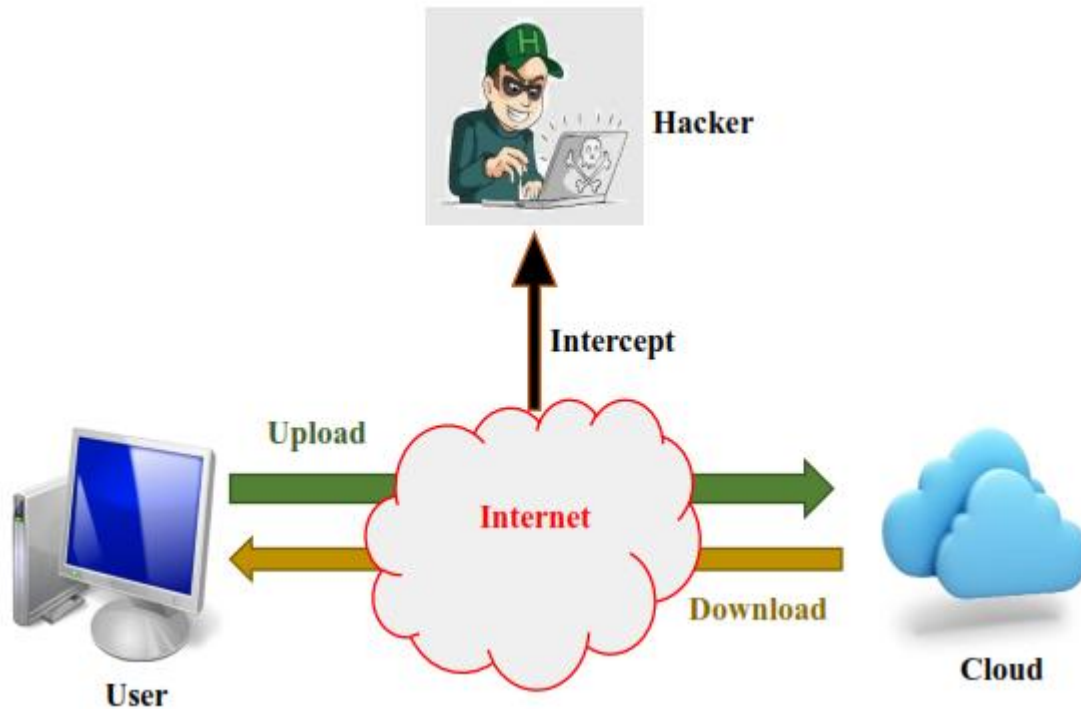 H
Hacker
Intercept
Upload
Internet
Download
User
Cloud